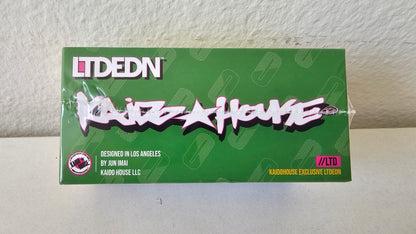 LTDEDN
KAIDO★HOUSE
DESIGNED IN LOS ANGELES
BY JUN IMAI
KAIDO HOUSE LLC
//LTD
KAIDOHOUSE EXCLUSIVE LTDEDN